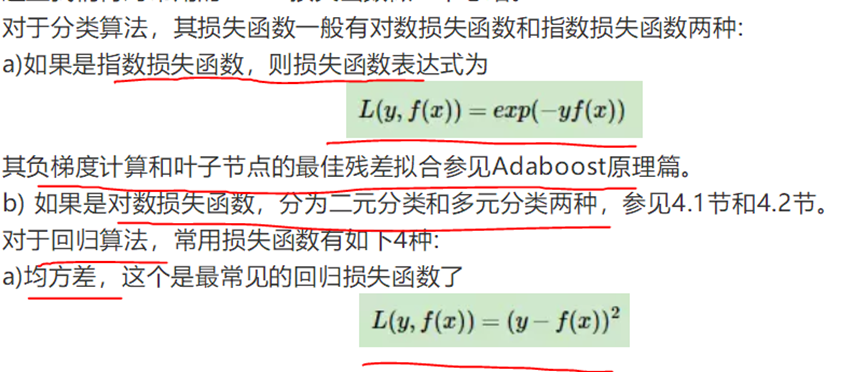 对于分类算法，其损失函数一般有对数损失函数和指数损失函数两种:
a)如果是指数损失函数，则损失函数表达式为
L(y, f(x)) = exp(−yf(x))
其负梯度计算和叶子节点的最佳残差拟合参见Adaboost原理篇。
b) 如果是对数损失函数，分为二元分类和多元分类两种，参见4.1节和4.2节。
对于回归算法，常用损失函数有如下4种:
a)均方差，这个是最常见的回归损失函数了
L(y, f(x)) = (y − f(x))²